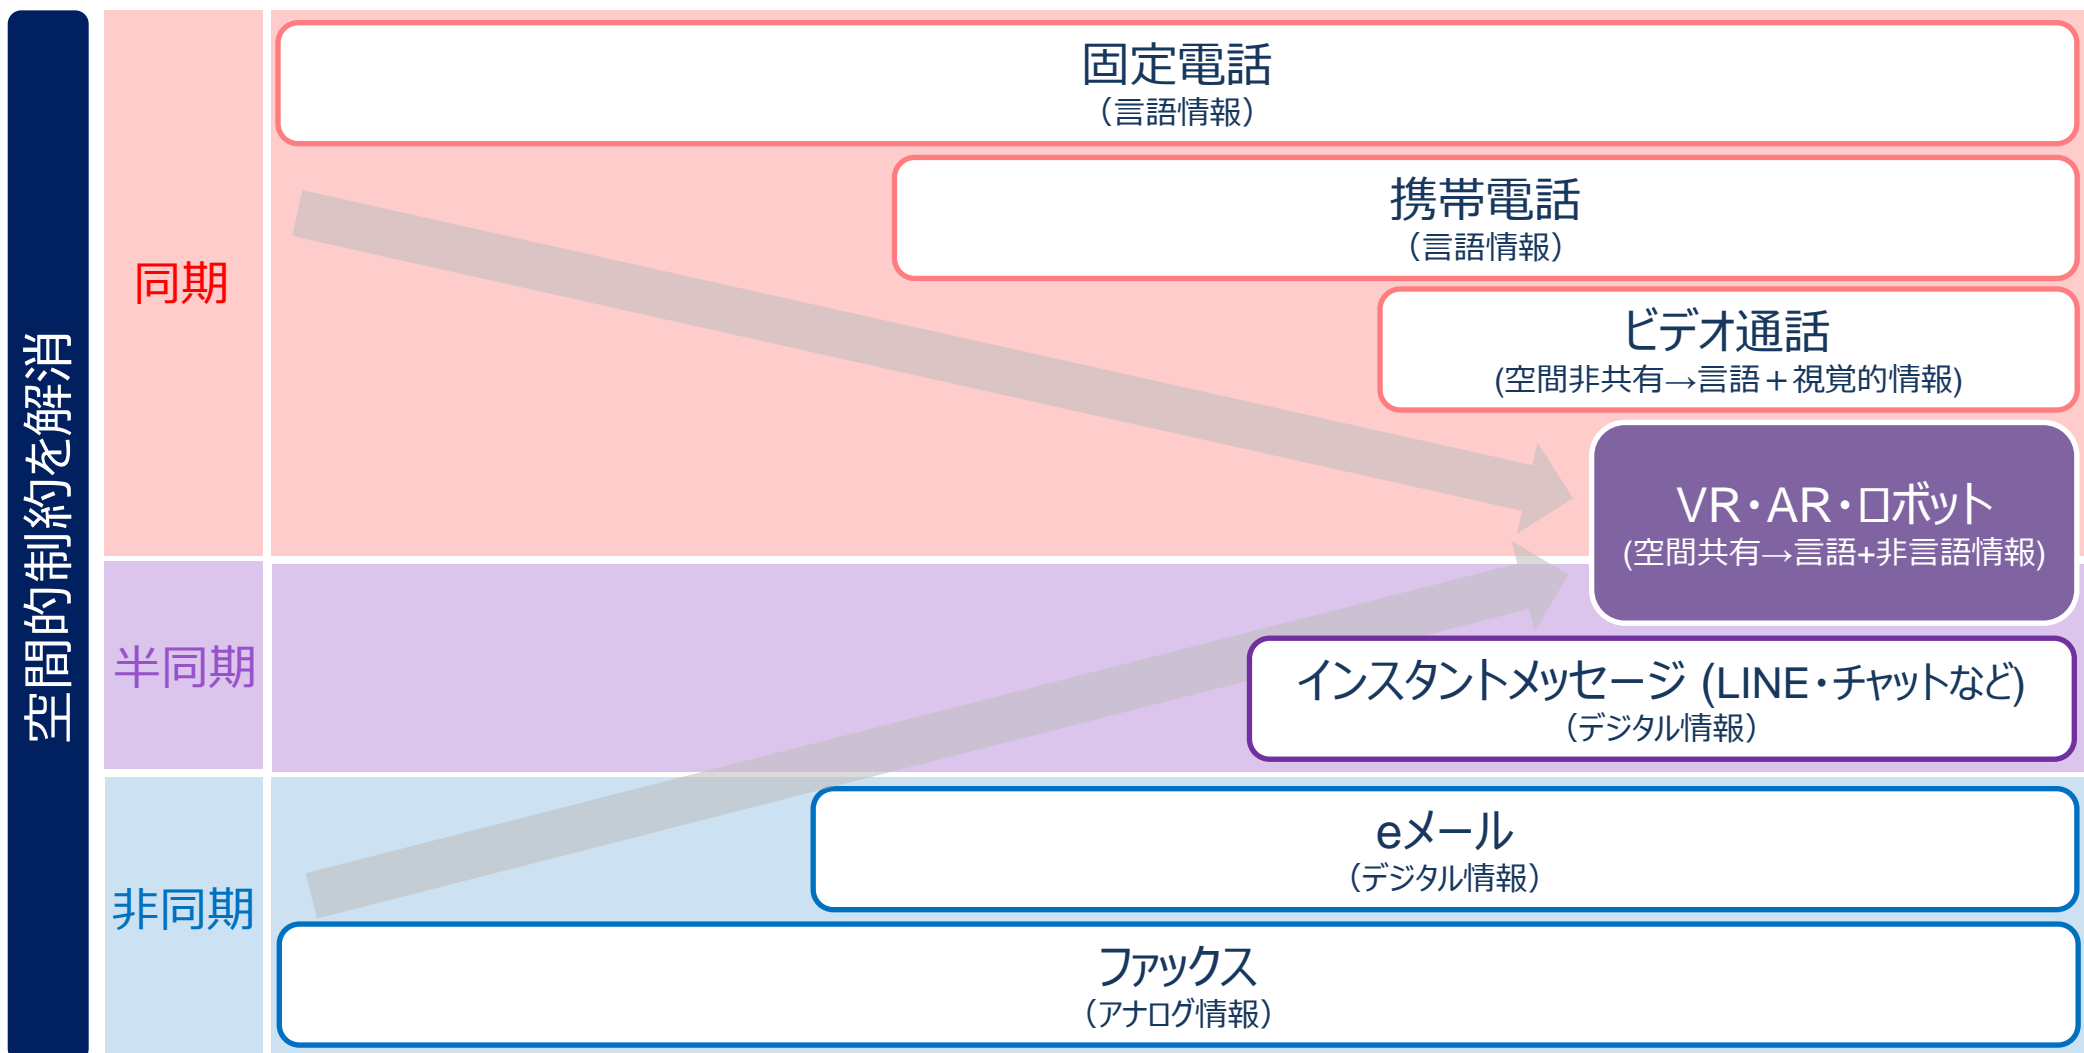 空間的制約を解消
同期
固定電話
（言語情報）
携帯電話
（言語情報）
ビデオ通話
(空間非共有→言語＋視覚的情報)
VR・AR・ロボット
(空間共有→言語+非言語情報)
半同期
インスタントメッセージ (LINE・チャットなど)
（デジタル情報）
非同期
eメール
（デジタル情報）
ファックス
（アナログ情報）